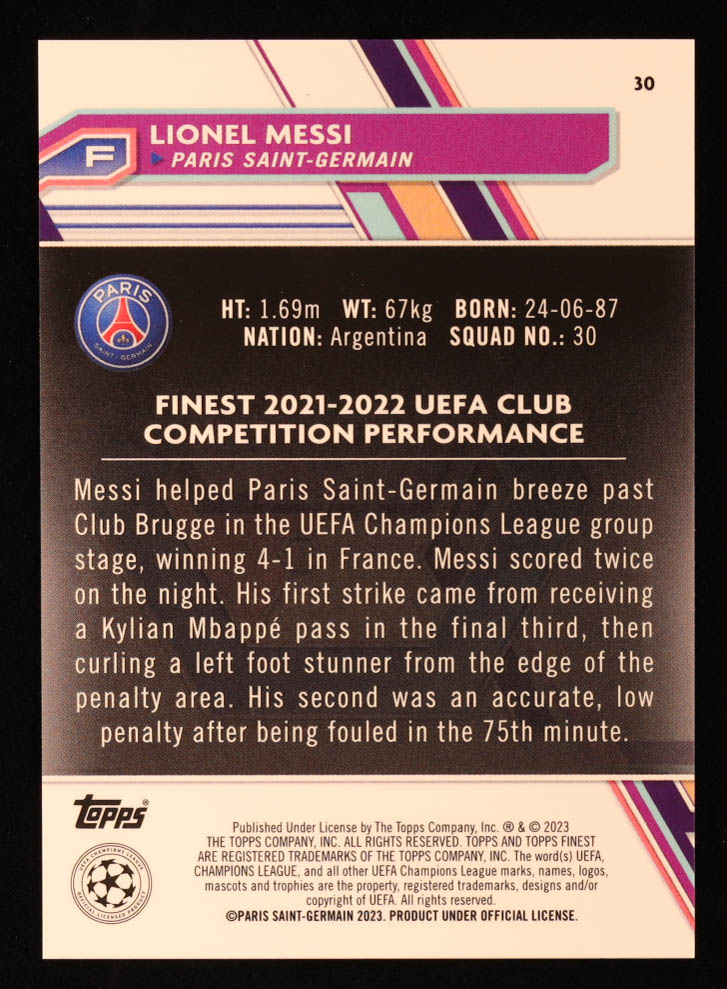 30
LIONEL MESSI
F
PARIS SAINT-GERMAIN
PARIS
SAINT-GERMAIN
HT: 1.69m WT: 67kg BORN: 24-06-87
NATION: Argentina SQUAD NO.: 30
FINEST 2021-2022 UEFA CLUB
COMPETITION PERFORMANCE
Messi helped Paris Saint-Germain breeze past
Club Brugge in the UEFA Champions League group
stage, winning 4-1 in France. Messi scored twice
on the night. His first strike came from receiving
a Kylian Mbappé pass in the final third, then
curling a left foot stunner from the edge of the
penalty area. His second was an accurate, low
penalty after being fouled in the 75th minute.
Topps®
CHAMPIONS LEAGUE
OFFICIAL LICENSED PRODUCT
Published Under License by The Topps Company, Inc. ® & © 2023
THE TOPPS COMPANY, INC. ALL RIGHTS RESERVED. TOPPS AND TOPPS FINEST
ARE REGISTERED TRADEMARKS OF THE TOPPS COMPANY, INC. The word(s) UEFA,
CHAMPIONS LEAGUE, and all other UEFA Champions League marks, names, logos,
mascots and trophies are the property, registered trademarks, designs and/or
copyright of UEFA. All rights reserved.
©PARIS SAINT-GERMAIN 2023. PRODUCT UNDER OFFICIAL LICENSE.